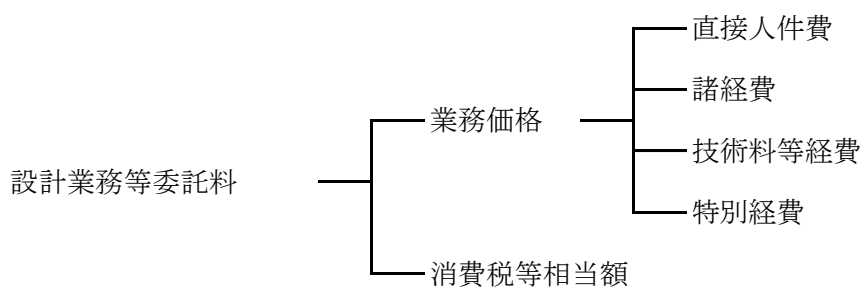 設計業務等委託料
業務価格
直接人件費
諸経費
技術料等経費
特別経費
消費税等相当額